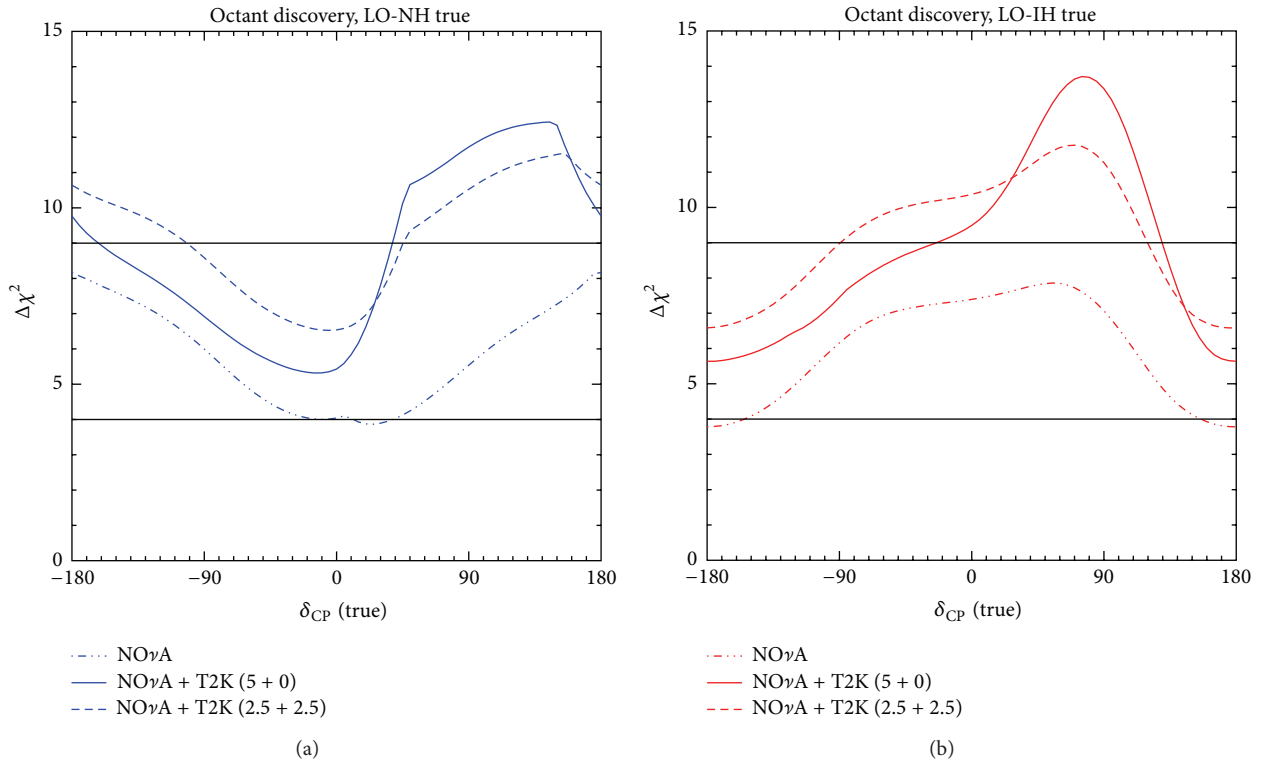 Octant discovery, LO-NH true
15
10
5
0
Δχ²
−180
−90
0
90
180
δCP (true)
NOνA
NOνA + T2K (5 + 0)
NOνA + T2K (2.5 + 2.5)
(a)
Octant discovery, LO-IH true
15
10
5
0
Δχ²
−180
−90
0
90
180
δCP (true)
NOνA
NOνA + T2K (5 + 0)
NOνA + T2K (2.5 + 2.5)
(b)